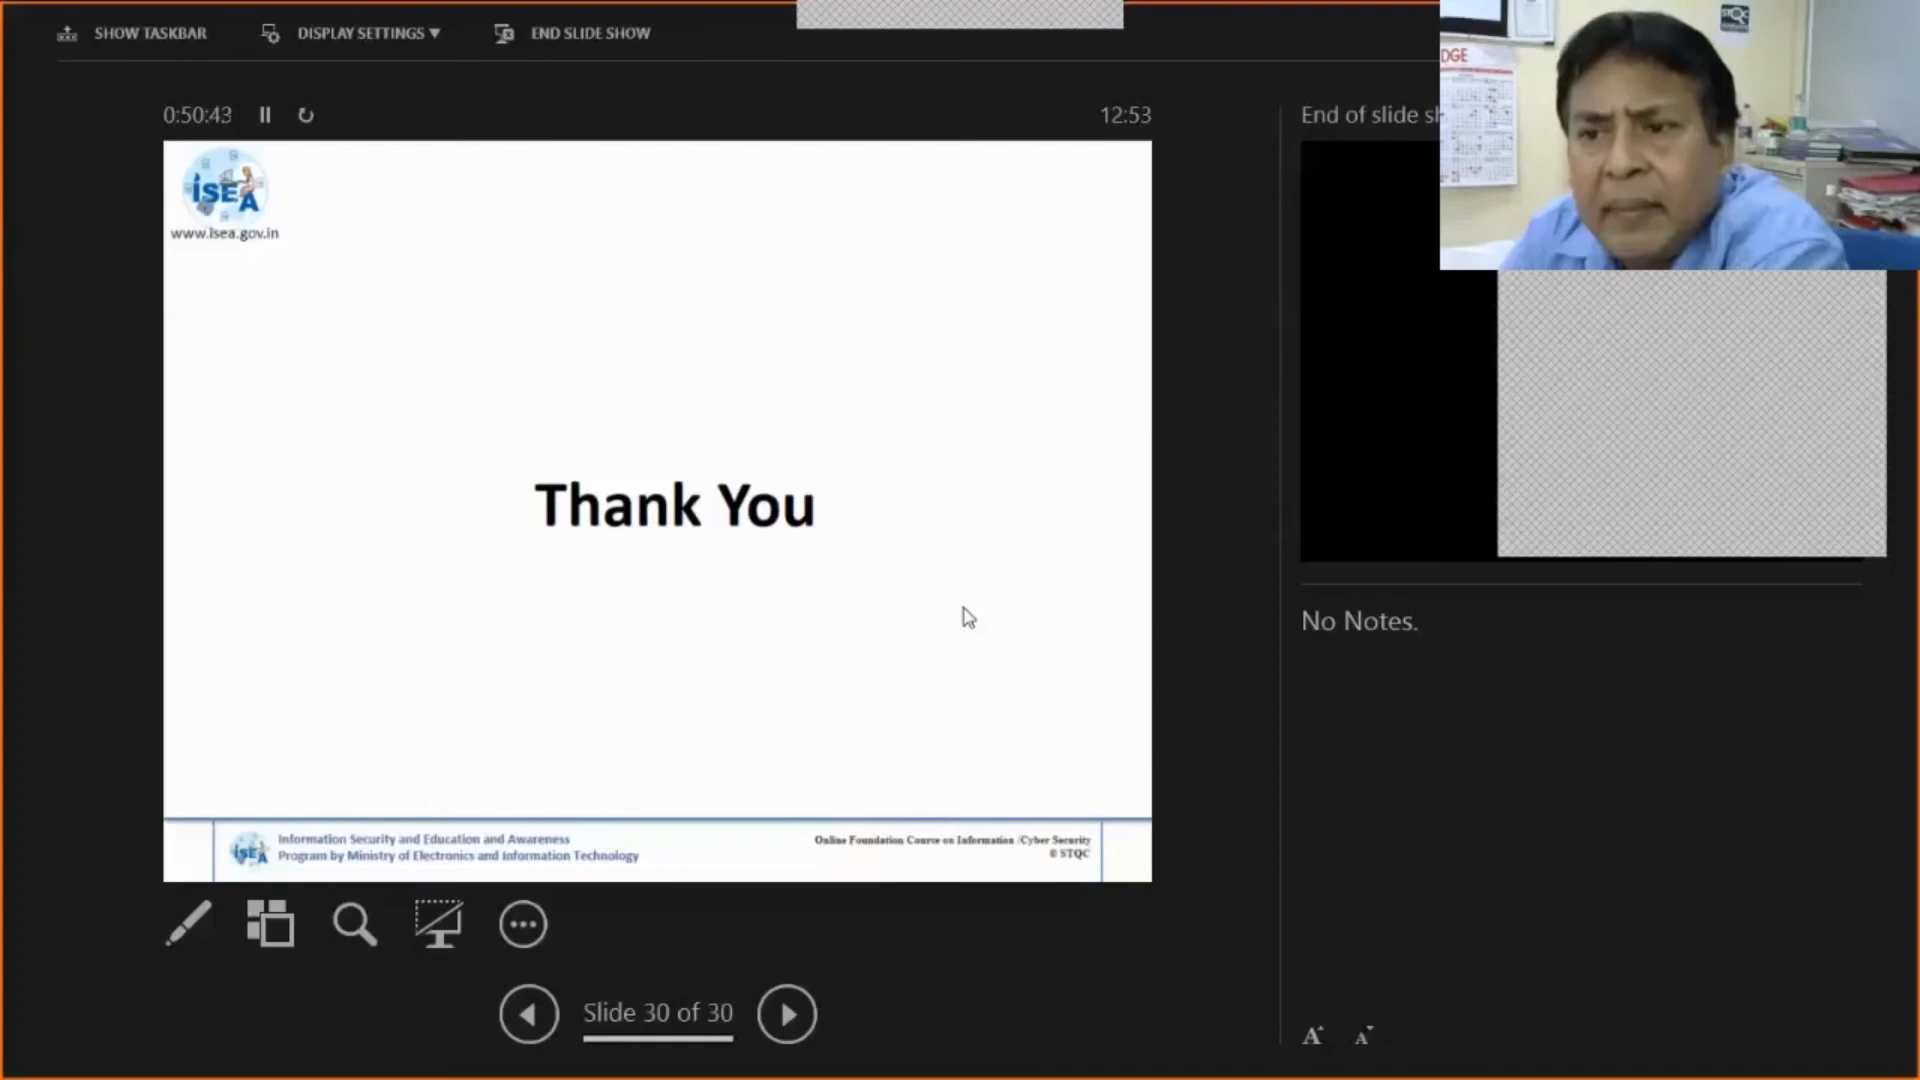 SHOW TASKBAR
DISPLAY SETTINGS ▼
END SLIDE SHOW
0:50:43
12:53
End of slide sh
DGE
STQC
iSEA
www.isea.gov.in
Thank You
iSEA
Information Security and Education and Awareness
Program by Ministry of Electronics and Information Technology
Online Foundation Course on Information /Cyber Security
© STQC
No Notes.
Slide 30 of 30
A
A